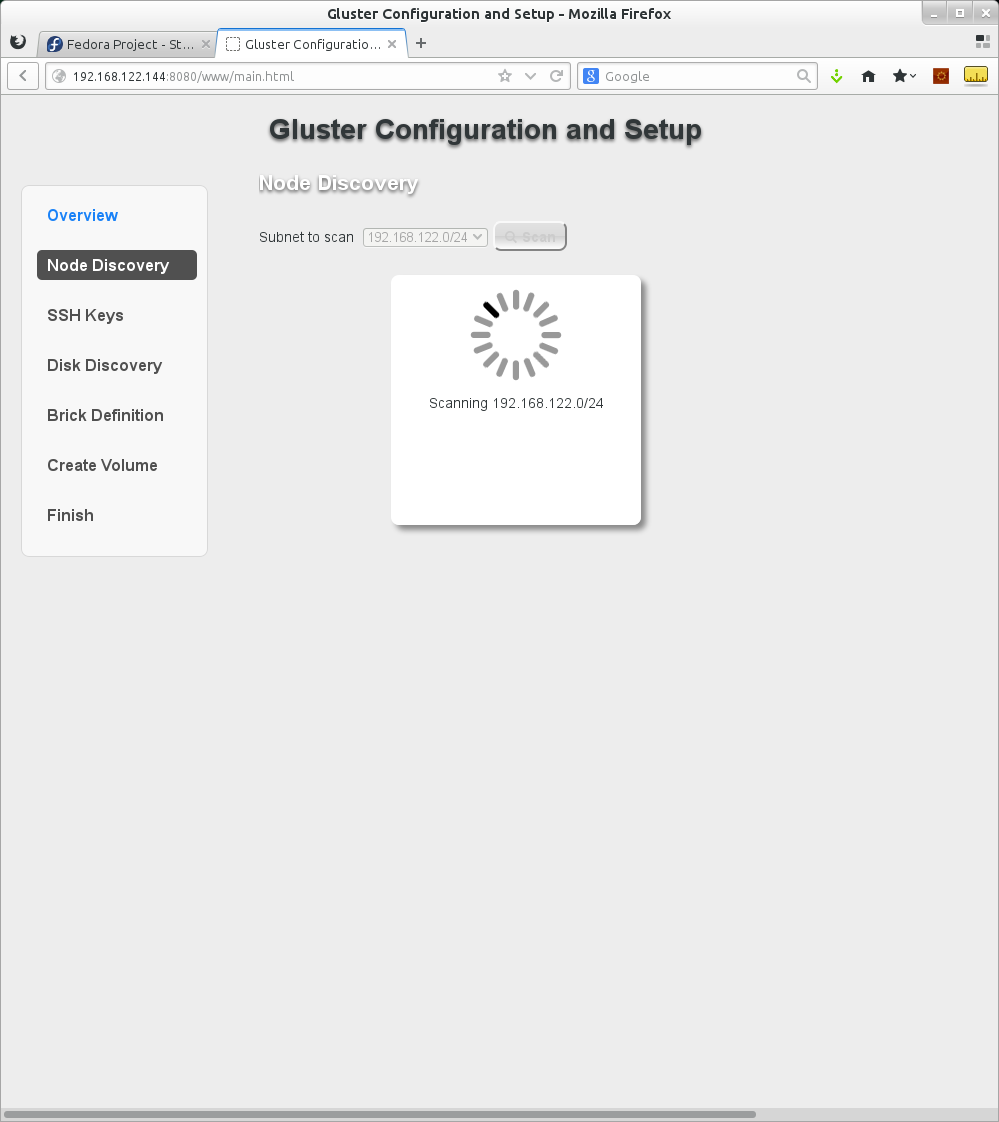 Gluster Configuration and Setup - Mozilla Firefox
Fedora Project - St...
Gluster Configuratio...
192.168.122.144:8080/www/main.html
Google
Gluster Configuration and Setup
Node Discovery
Subnet to scan 192.168.122.0/24 Scan
Overview
Node Discovery
SSH Keys
Disk Discovery
Brick Definition
Create Volume
Finish
Scanning 192.168.122.0/24